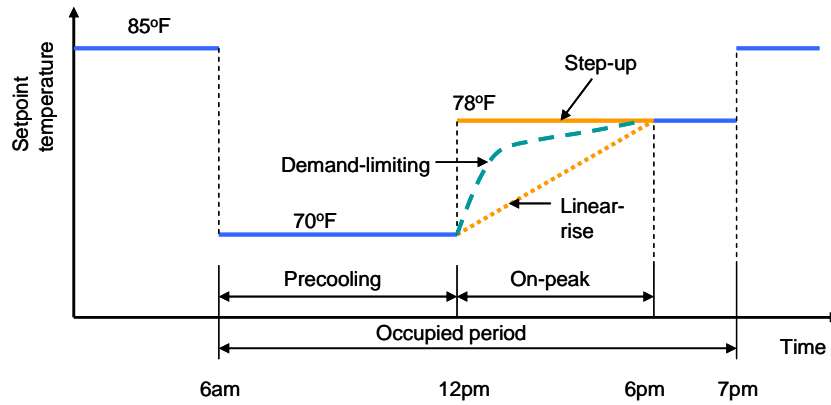 85ºF
Step-up
78ºF
Setpoint
temperature
Demand-limiting
70ºF
Linear-
rise
Precooling
On-peak
Occupied period
Time
6am
12pm
6pm
7pm